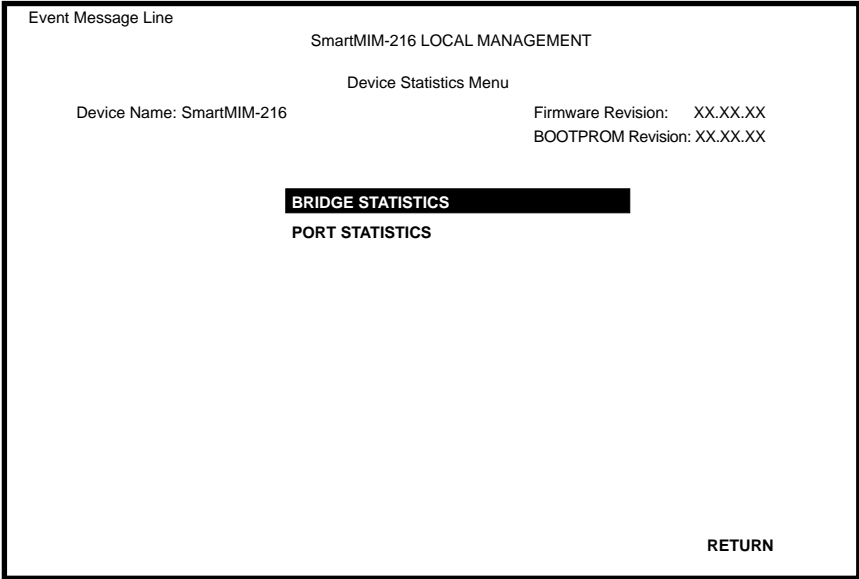 Event Message Line
SmartMIM-216 LOCAL MANAGEMENT
Device Statistics Menu
Device Name: SmartMIM-216 Firmware Revision: XX.XX.XX
BOOTPROM Revision: XX.XX.XX
BRIDGE STATISTICS
PORT STATISTICS
RETURN